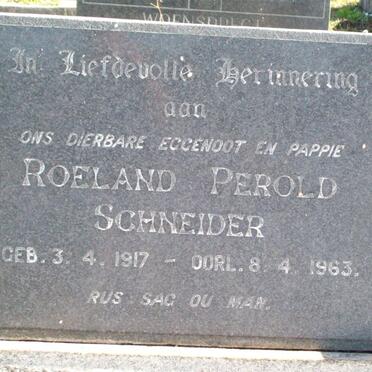 WOENSDREGT
In Liefdevolle Herinnering
aan
ONS DIERBARE EGGENOOT EN PAPPIE
ROELAND PEROLD
SCHNEIDER
GEB. 3. 4. 1917 - OORL. 8. 4. 1963.
RUS SAG OU MAN.